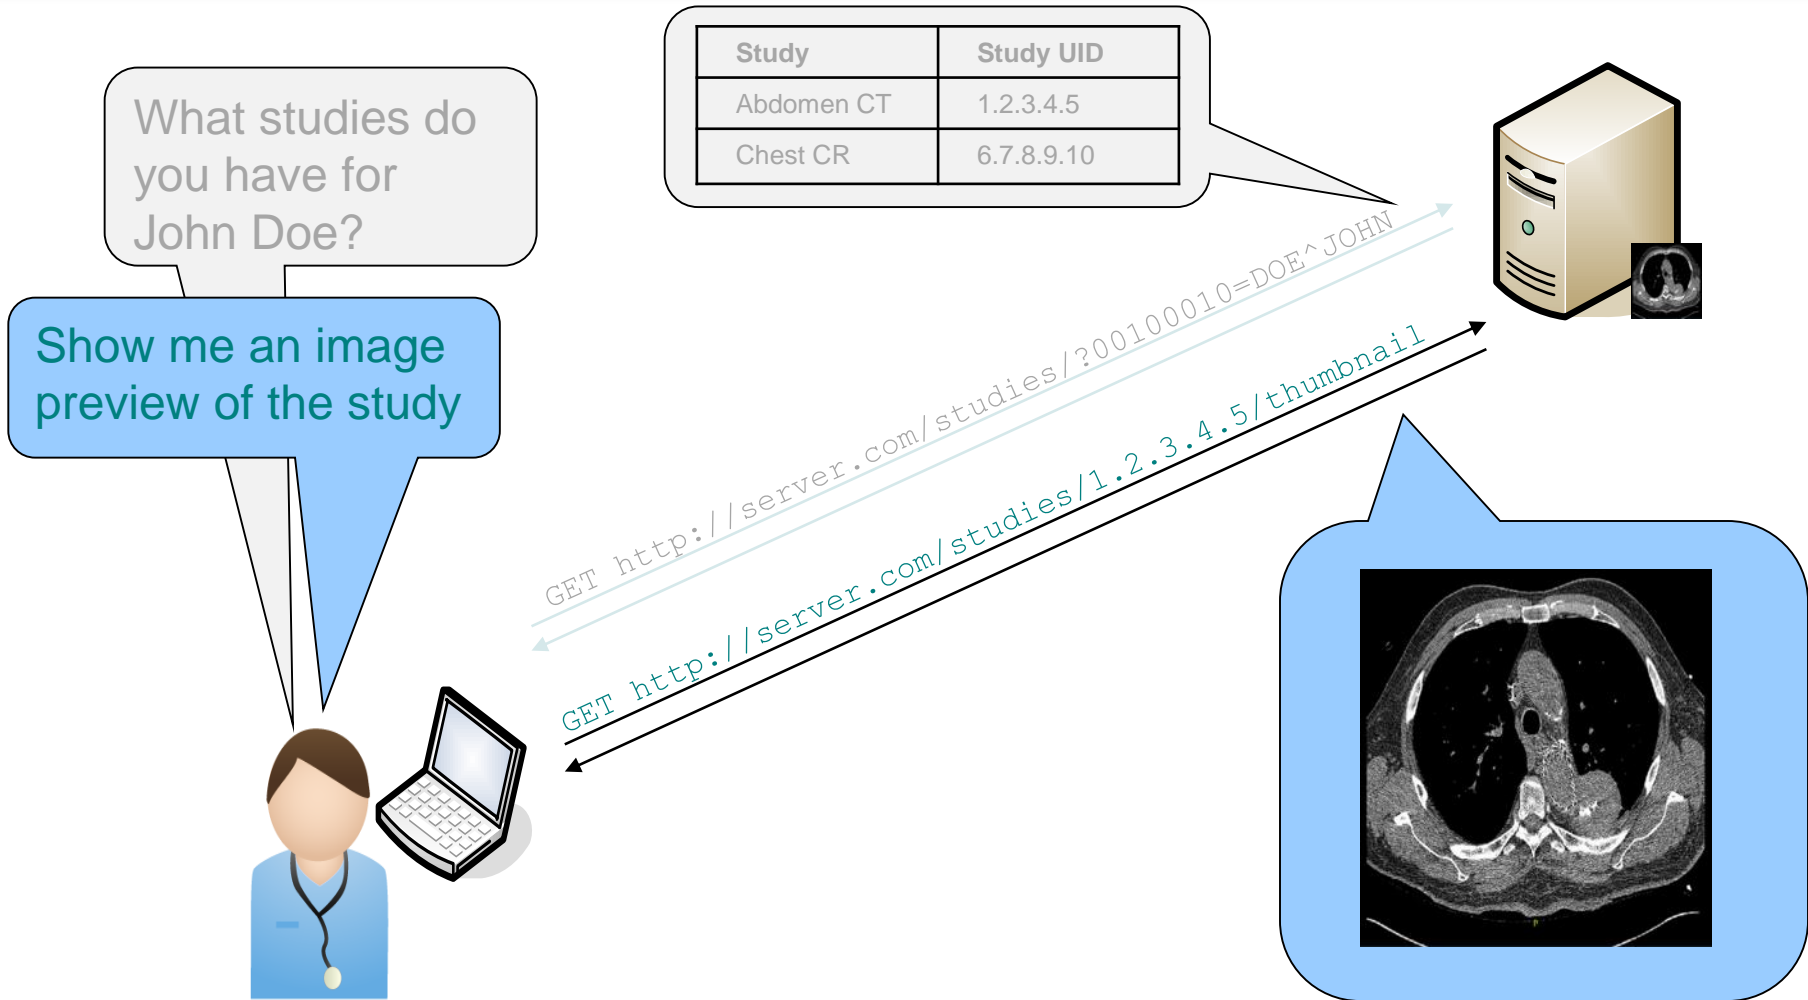 What studies do
you have for
John Doe?
Study Study UID
Abdomen CT 1.2.3.4.5
Chest CR 6.7.8.9.10
GET http://server.com/studies/?00100010=DOE^JOHN
Show me an image
preview of the study
GET http://server.com/studies/1.2.3.4.5/thumbnail